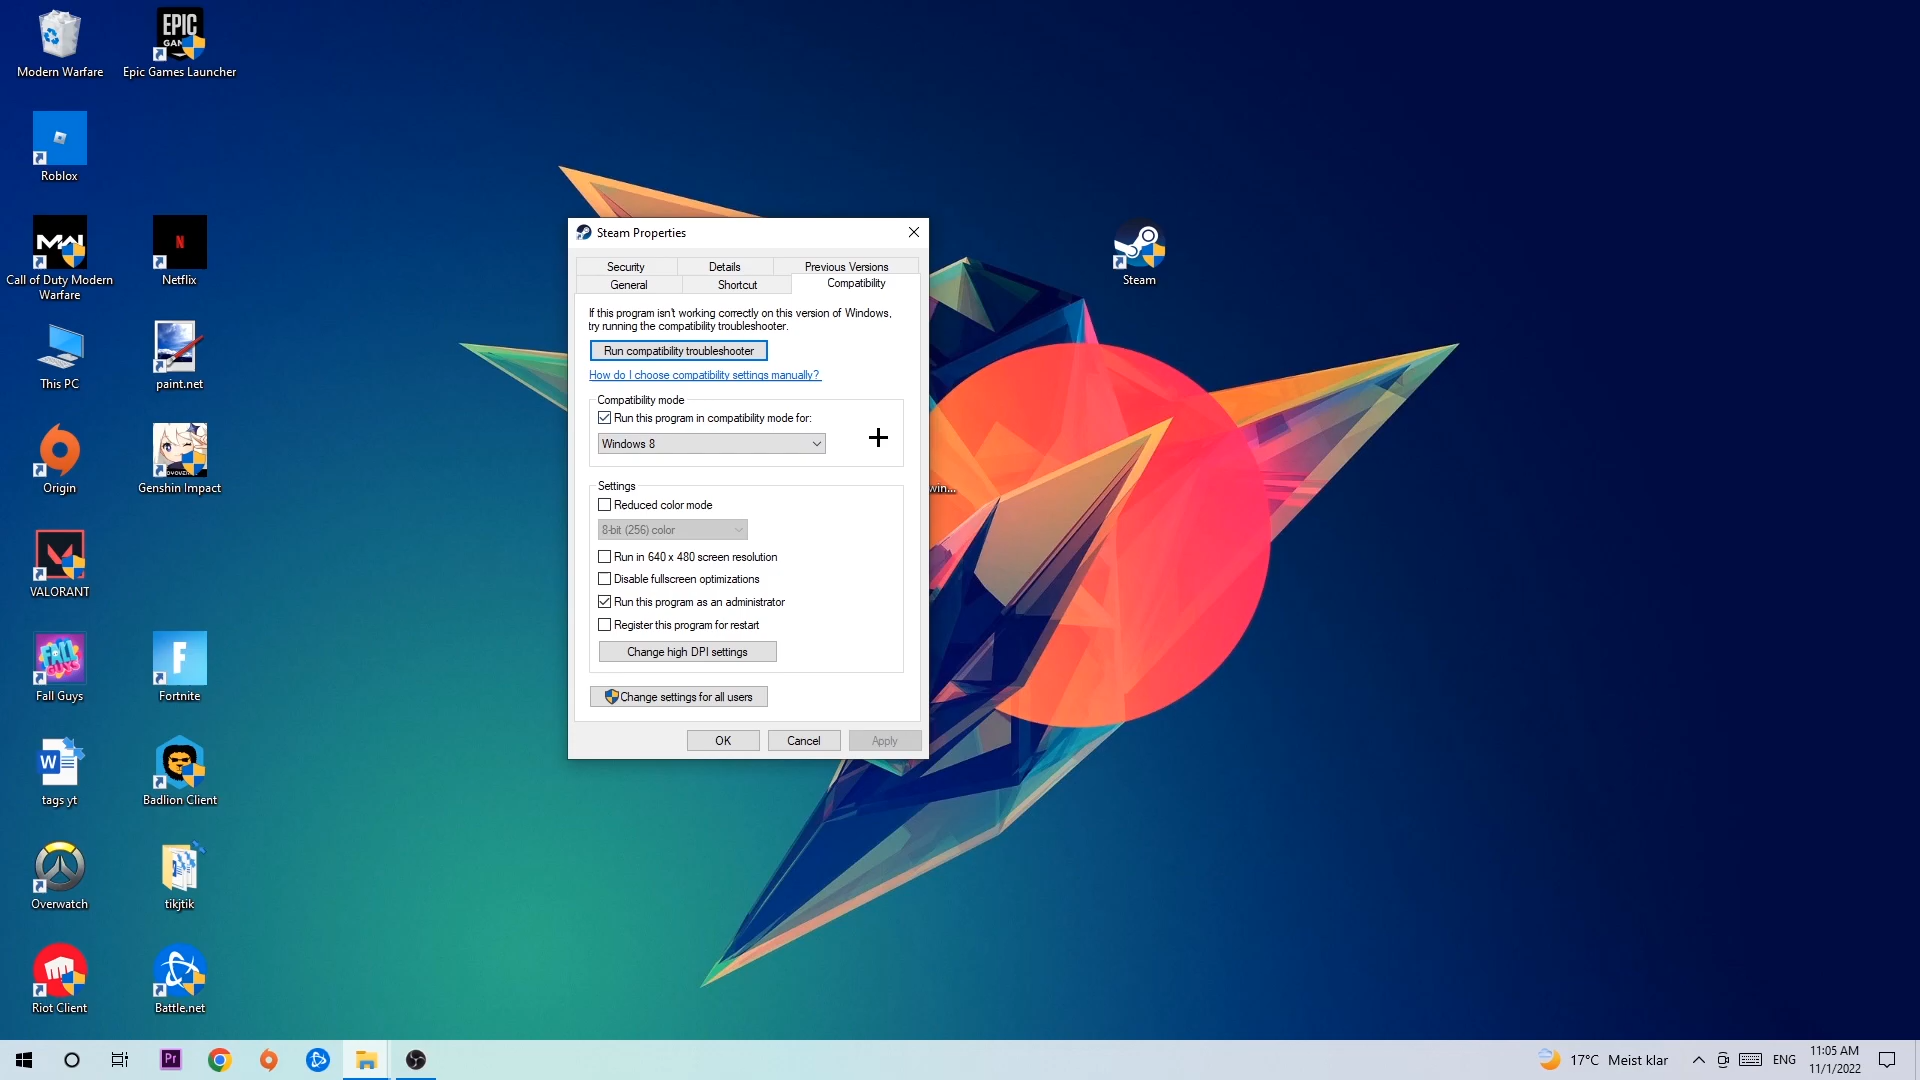 Modern Warfare
EPIC
GAMES
Epic Games Launcher
Roblox
MW
Call of Duty Modern
Warfare
N
Netflix
This PC
paint.net
Origin
Genshin Impact
VALORANT
FALL
GUYS
Fall Guys
F
Fortnite
W
tags yt
Badlion Client
Overwatch
tikjtik
Riot Client
Battle.net
Steam
win...
Steam Properties
Security
Details
Previous Versions
General
Shortcut
Compatibility
If this program isn't working correctly on this version of Windows,
try running the compatibility troubleshooter.
Run compatibility troubleshooter
How do I choose compatibility settings manually?
Compatibility mode
Run this program in compatibility mode for:
Windows 8
Settings
Reduced color mode
8-bit (256) color
Run in 640 x 480 screen resolution
Disable fullscreen optimizations
Run this program as an administrator
Register this program for restart
Change high DPI settings
Change settings for all users
OK
Cancel
Apply
Pr
17°C Meist klar
ENG
11:05 AM
11/1/2022